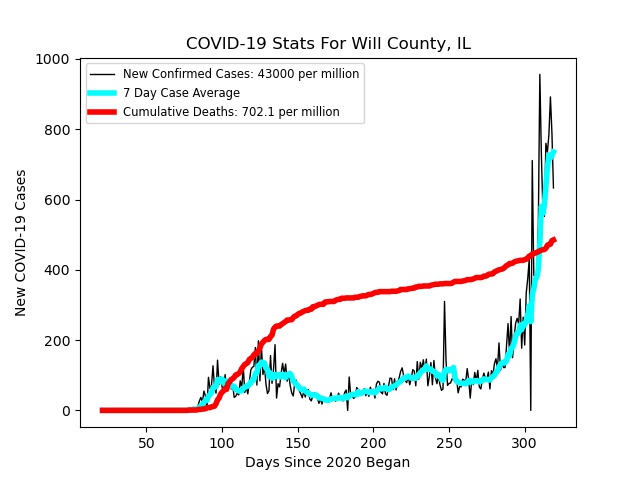 COVID-19 Stats For Will County, IL
New Confirmed Cases: 43000 per million
7 Day Case Average
Cumulative Deaths: 702.1 per million
New COVID-19 Cases
1000
800
600
400
200
0
50 100 150 200 250 300
Days Since 2020 Began